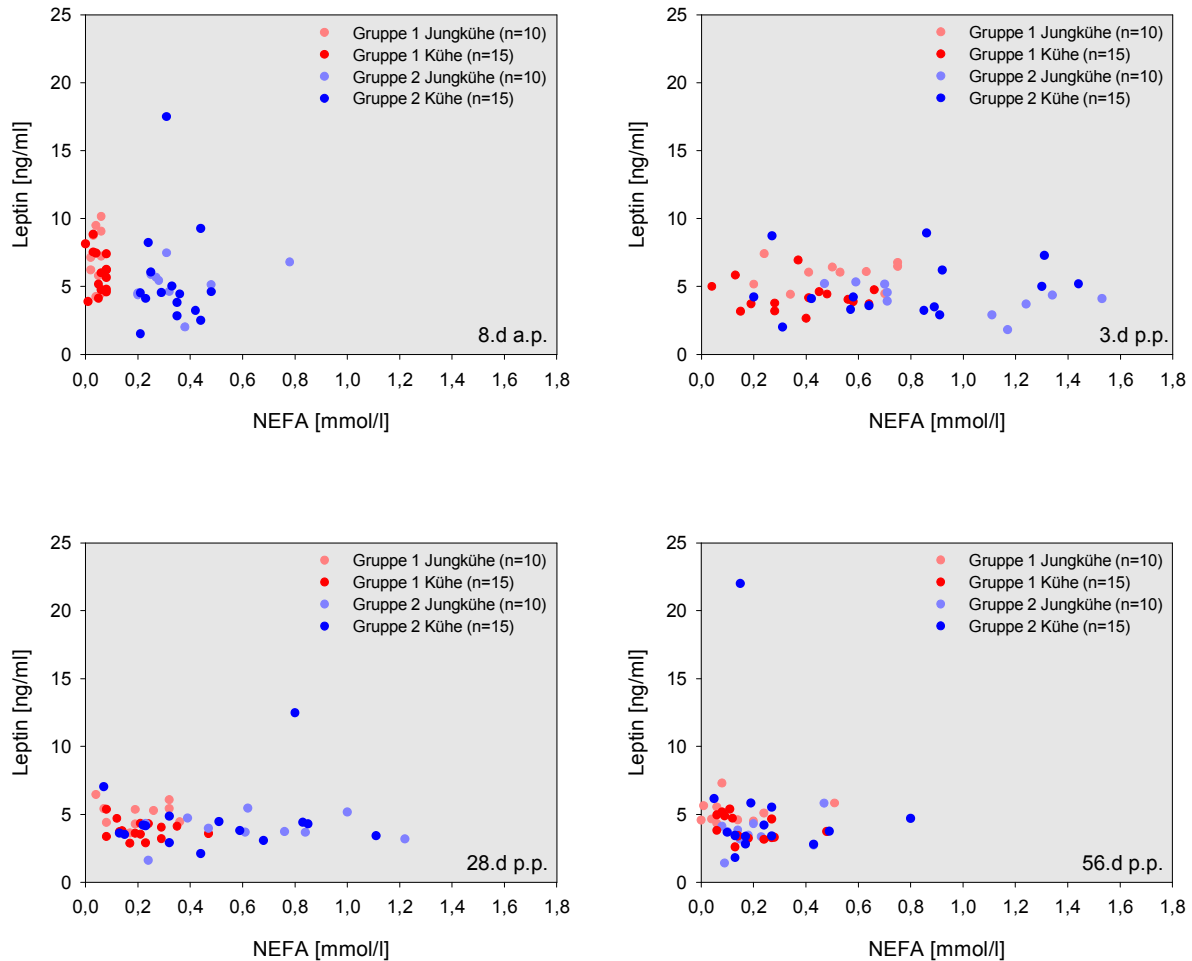 25
20
15
10
5
0
Leptin [ng/ml]
Gruppe 1 Jungkühe (n=10)
Gruppe 1 Kühe (n=15)
Gruppe 2 Jungkühe (n=10)
Gruppe 2 Kühe (n=15)
8.d a.p.
0,0 0,2 0,4 0,6 0,8 1,0 1,2 1,4 1,6 1,8
NEFA [mmol/l]
25
20
15
10
5
0
Leptin [ng/ml]
Gruppe 1 Jungkühe (n=10)
Gruppe 1 Kühe (n=15)
Gruppe 2 Jungkühe (n=10)
Gruppe 2 Kühe (n=15)
3.d p.p.
0,0 0,2 0,4 0,6 0,8 1,0 1,2 1,4 1,6 1,8
NEFA [mmol/l]
25
20
15
10
5
0
Leptin [ng/ml]
Gruppe 1 Jungkühe (n=10)
Gruppe 1 Kühe (n=15)
Gruppe 2 Jungkühe (n=10)
Gruppe 2 Kühe (n=15)
28.d p.p.
0,0 0,2 0,4 0,6 0,8 1,0 1,2 1,4 1,6 1,8
NEFA [mmol/l]
25
20
15
10
5
0
Leptin [ng/ml]
Gruppe 1 Jungkühe (n=10)
Gruppe 1 Kühe (n=15)
Gruppe 2 Jungkühe (n=10)
Gruppe 2 Kühe (n=15)
56.d p.p.
0,0 0,2 0,4 0,6 0,8 1,0 1,2 1,4 1,6 1,8
NEFA [mmol/l]